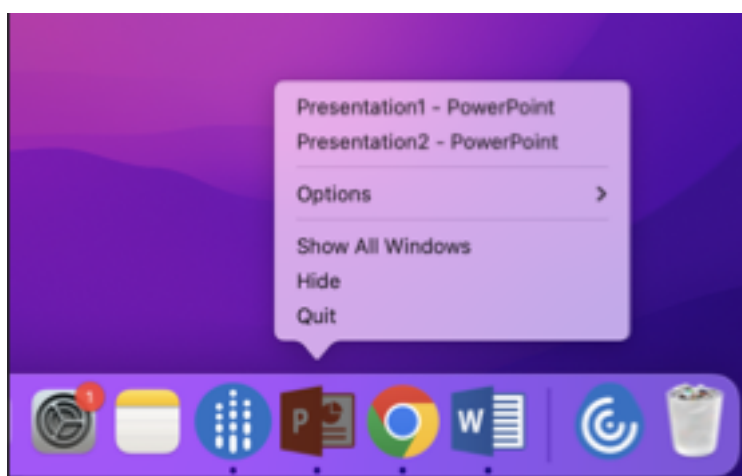 Presentation1 - PowerPoint
Presentation2 - PowerPoint
Options
Show All Windows
Hide
Quit
1
P
W